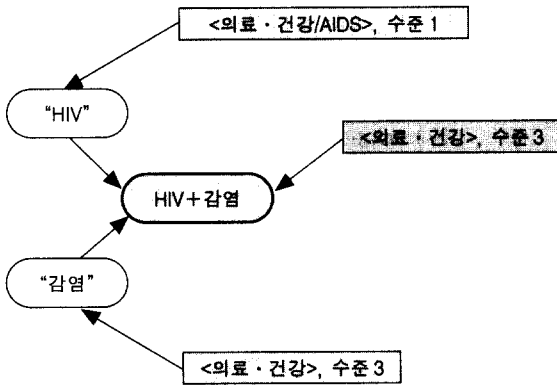 <의료・건강/AIDS>, 수준 1
“HIV”
<의료・건강>, 수준 3
HIV+감염
“감염”
<의료・건강>, 수준 3